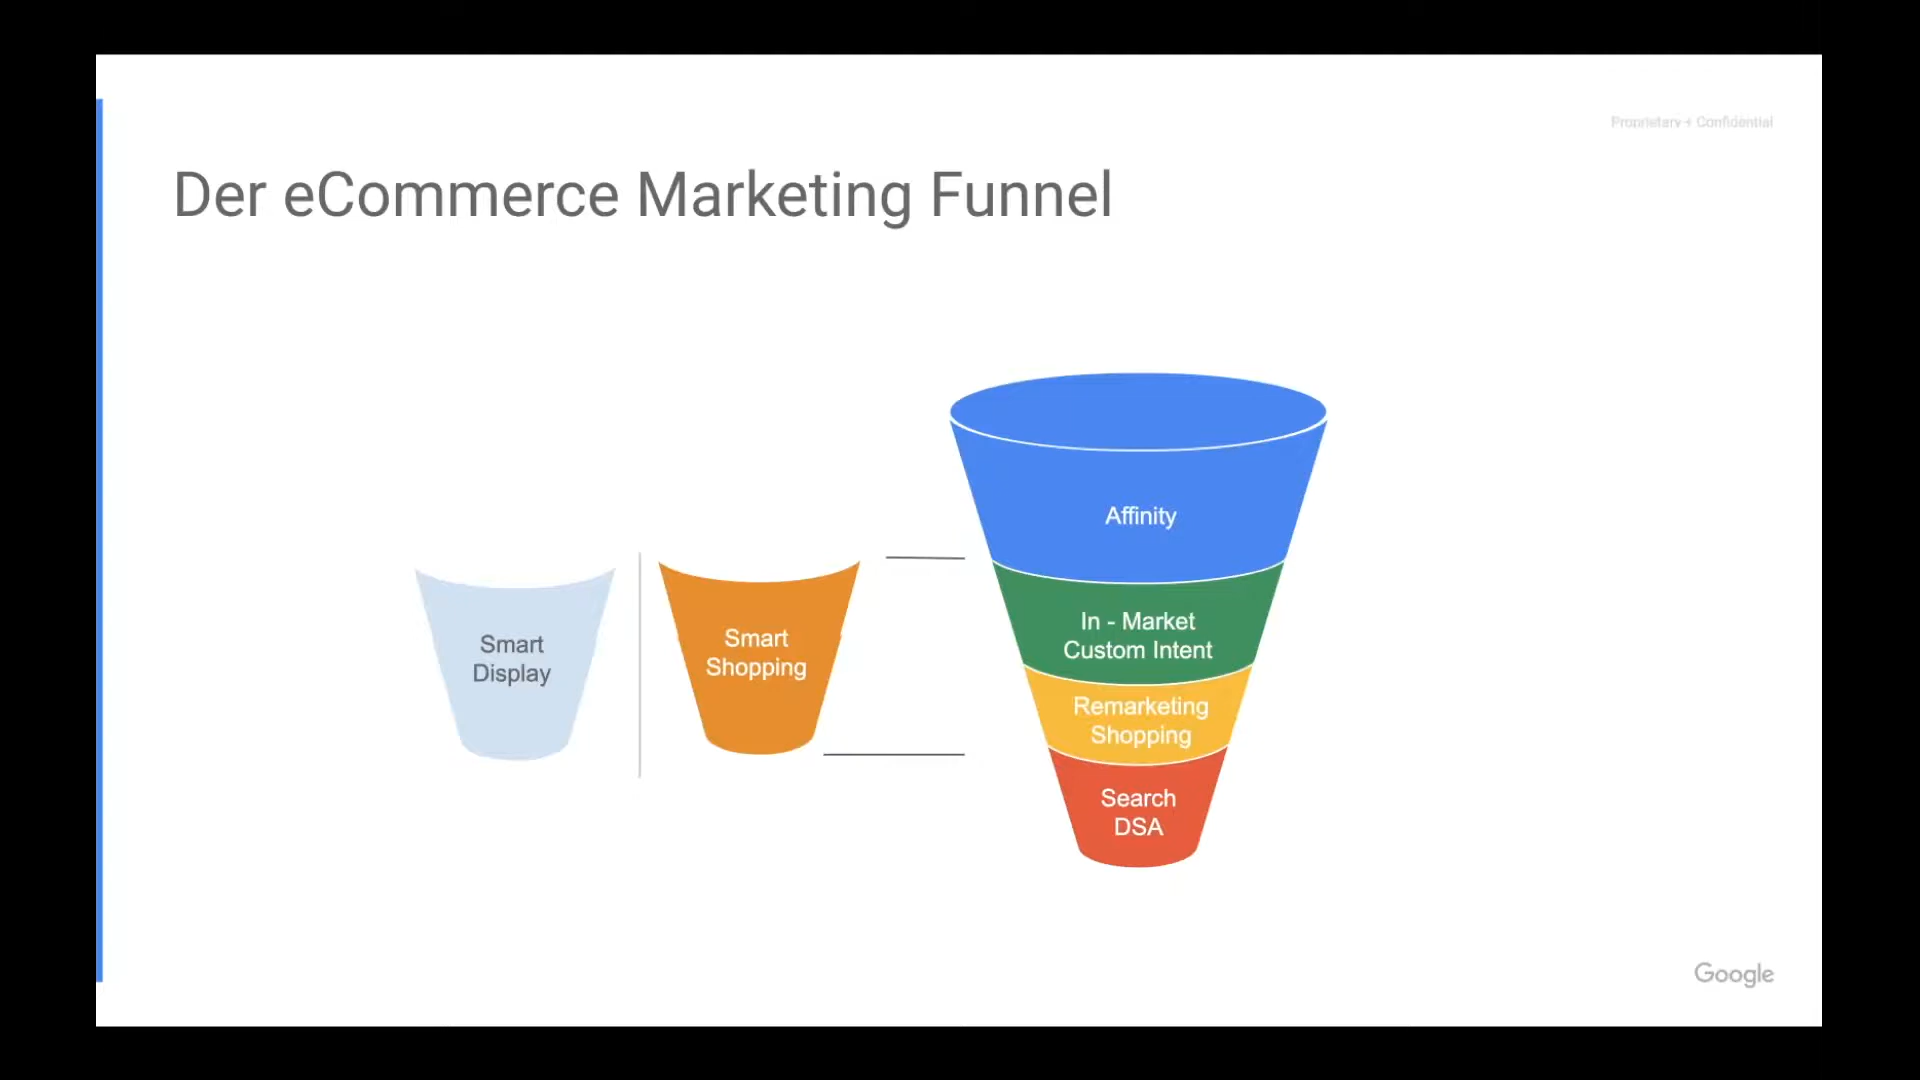 Proprietary + Confidential
Der eCommerce Marketing Funnel
Smart
Display
Smart
Shopping
Affinity
In - Market
Custom Intent
Remarketing
Shopping
Search
DSA
Google